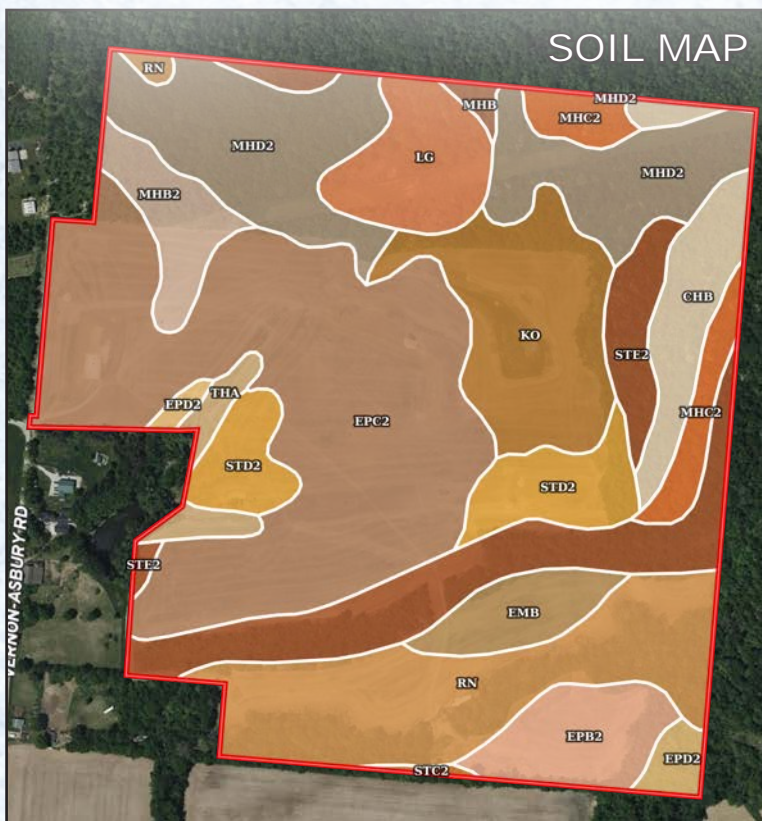 SOIL MAP
RN
MHB
MHD2
MHC2
MHD2
LG
MHD2
MHB2
CHB
KO
STE2
THA
EPD2
MHC2
EPC2
STD2
STD2
STE2
VERNON-ASBURY RD
EMB
RN
EPB2
EPD2
STC2